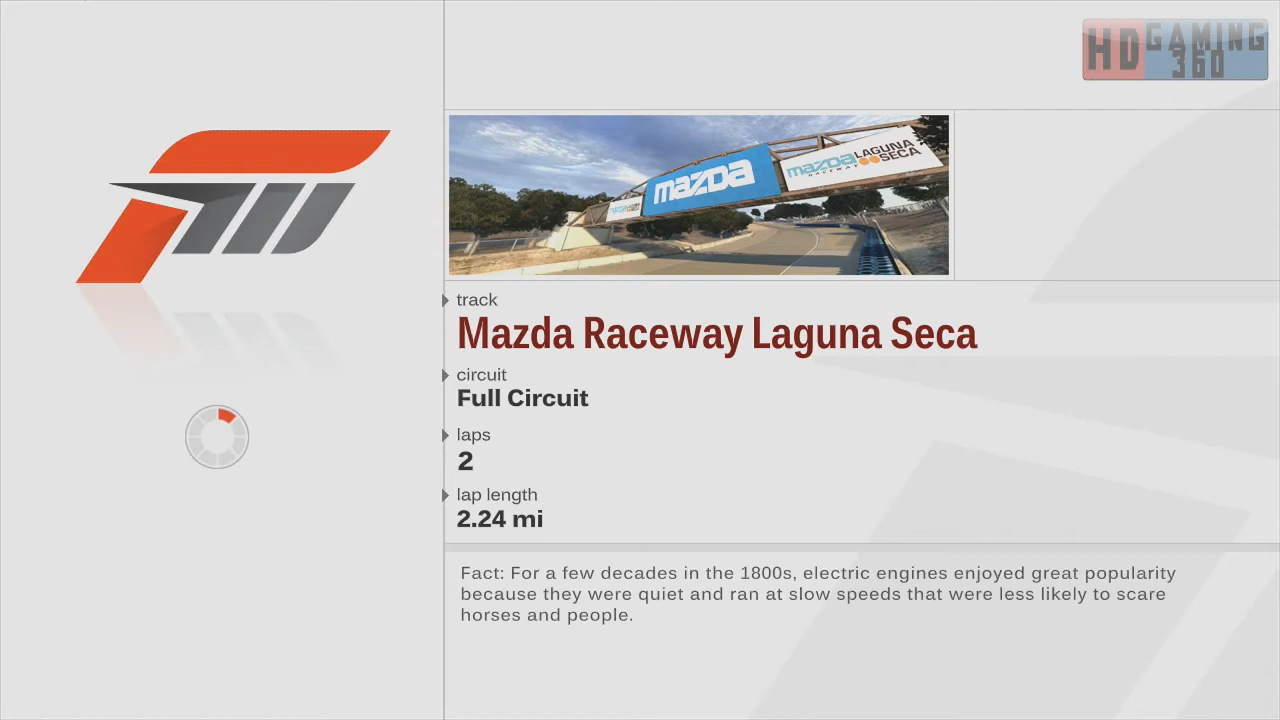 HD GAMING
360
mazda
mazda LAGUNA
RACEWAY SECA
track
Mazda Raceway Laguna Seca
circuit
Full Circuit
laps
2
lap length
2.24 mi
Fact: For a few decades in the 1800s, electric engines enjoyed great popularity
because they were quiet and ran at slow speeds that were less likely to scare
horses and people.